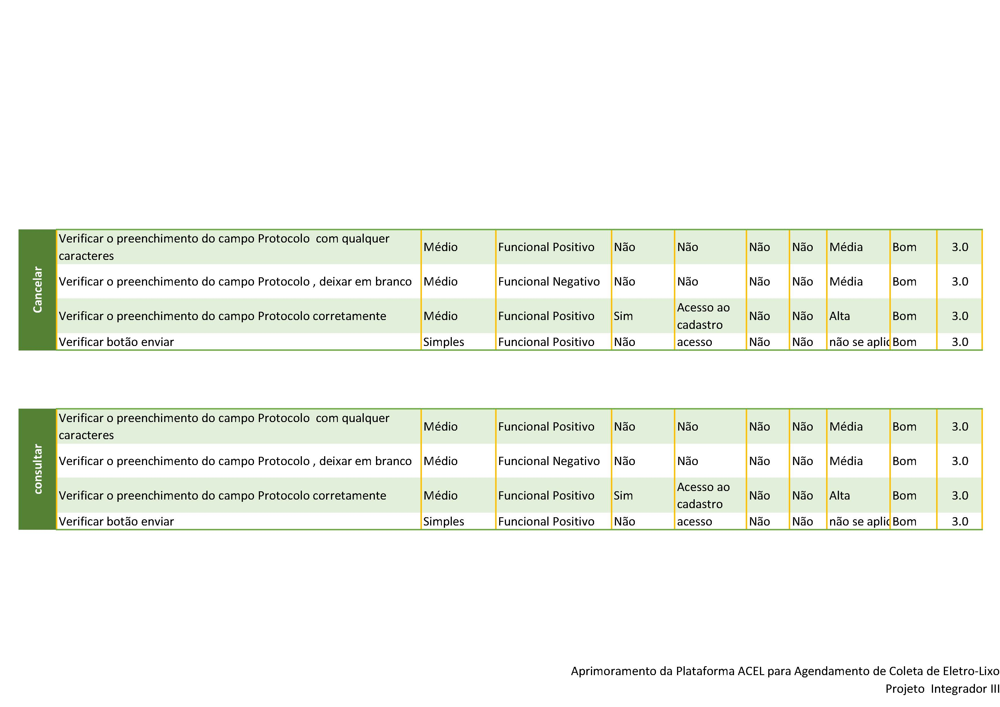 Cancelar
Verificar o preenchimento do campo Protocolo  com qualquer
caracteres
Médio Funcional Positivo Não Não Não Não Média Bom 3.0
Verificar o preenchimento do campo Protocolo , deixar em branco Médio Funcional Negativo Não Não Não Não Média Bom 3.0
Verificar o preenchimento do campo Protocolo corretamente Médio Funcional Positivo Sim Acesso ao
cadastro Não Não Alta Bom 3.0
Verificar botão enviar Simples Funcional Positivo Não acesso Não Não não se aplic Bom 3.0
consultar
Verificar o preenchimento do campo Protocolo  com qualquer
caracteres
Médio Funcional Positivo Não Não Não Não Média Bom 3.0
Verificar o preenchimento do campo Protocolo , deixar em branco Médio Funcional Negativo Não Não Não Não Média Bom 3.0
Verificar o preenchimento do campo Protocolo corretamente Médio Funcional Positivo Sim Acesso ao
cadastro Não Não Alta Bom 3.0
Verificar botão enviar Simples Funcional Positivo Não acesso Não Não não se aplic Bom 3.0
Aprimoramento da Plataforma ACEL para Agendamento de Coleta de Eletro-Lixo
Projeto  Integrador III